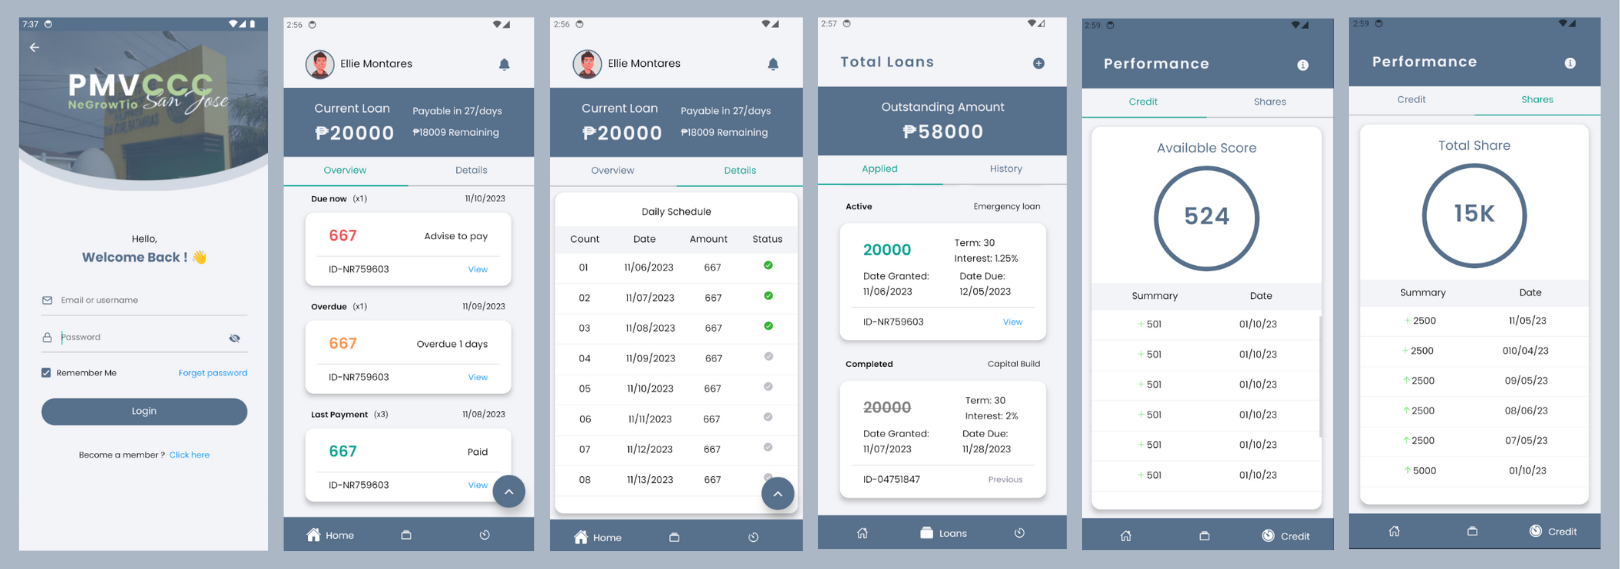 7:37
PMVCCC
NeGrowTio San Jose
Hello,
Welcome Back ! 👋
Email or username
Password
Remember Me Forget password
Login
Become a member ? Click here
2:56
Ellie Montares
Current Loan Payable in 27/days
₱20000 ₱18009 Remaining
Overview Details
Due now (x1) 11/10/2023
667 Advise to pay
ID-NR759603 View
Overdue (x1) 11/09/2023
667 Overdue 1 days
ID-NR759603 View
Last Payment (x3) 11/08/2023
667 Paid
ID-NR759603 View
Home
2:56
Ellie Montares
Current Loan Payable in 27/days
₱20000 ₱18009 Remaining
Overview Details
Daily Schedule
Count Date Amount Status
01 11/06/2023 667
02 11/07/2023 667
03 11/08/2023 667
04 11/09/2023 667
05 11/10/2023 667
06 11/11/2023 667
07 11/12/2023 667
08 11/13/2023 667
Home
2:57
Total Loans
Outstanding Amount
₱58000
Applied History
Active Emergency loan
20000 Term: 30
Interest: 1.25%
Date Granted: Date Due:
11/06/2023 12/05/2023
ID-NR759603 View
Completed Capital Build
20000 Term: 30
Interest: 2%
Date Granted: Date Due:
11/07/2023 11/28/2023
ID-04751847 Previous
Loans
2:59
Performance
Credit Shares
Available Score
524
Summary Date
+ 501 01/10/23
+ 501 01/10/23
+ 501 01/10/23
+ 501 01/10/23
+ 501 01/10/23
+ 501 01/10/23
Credit
2:59
Performance
Credit Shares
Total Share
15K
Summary Date
+ 2500 11/05/23
+ 2500 010/04/23
↑ 2500 09/05/23
↑ 2500 08/06/23
↑ 2500 07/05/23
↑ 5000 01/10/23
Credit